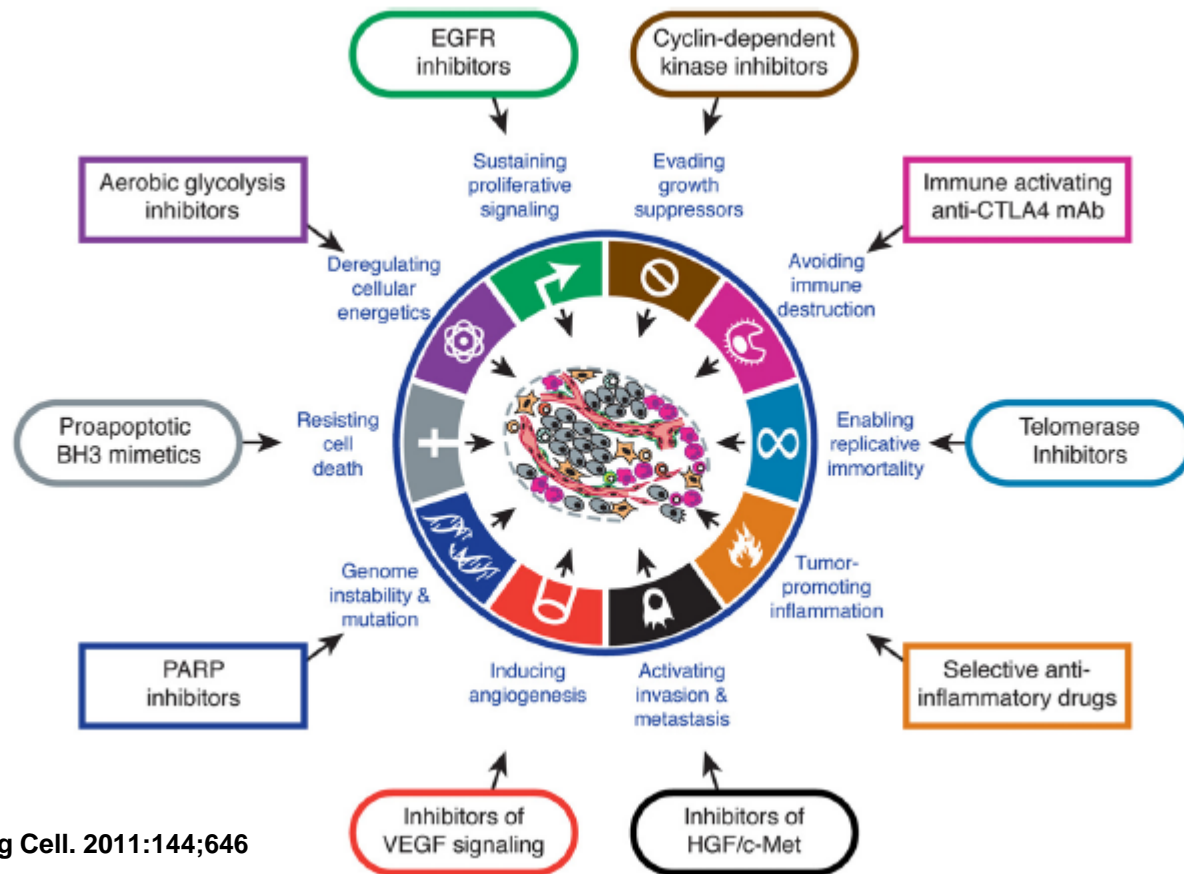 EGFR
inhibitors
Cyclin-dependent
kinase inhibitors
Sustaining
proliferative
signaling
Evading
growth
suppressors
Aerobic glycolysis
inhibitors
Immune activating
anti-CTLA4 mAb
Deregulating
cellular
energetics
Avoiding
immune
destruction
Proapoptotic
BH3 mimetics
Resisting
cell
death
Enabling
replicative
immortality
Telomerase
Inhibitors
Genome
instability &
mutation
Tumor-
promoting
inflammation
PARP
inhibitors
Inducing
angiogenesis
Activating
invasion &
metastasis
Selective anti-
inflammatory drugs
Inhibitors of
VEGF signaling
Inhibitors of
HGF/c-Met
g Cell. 2011:144;646